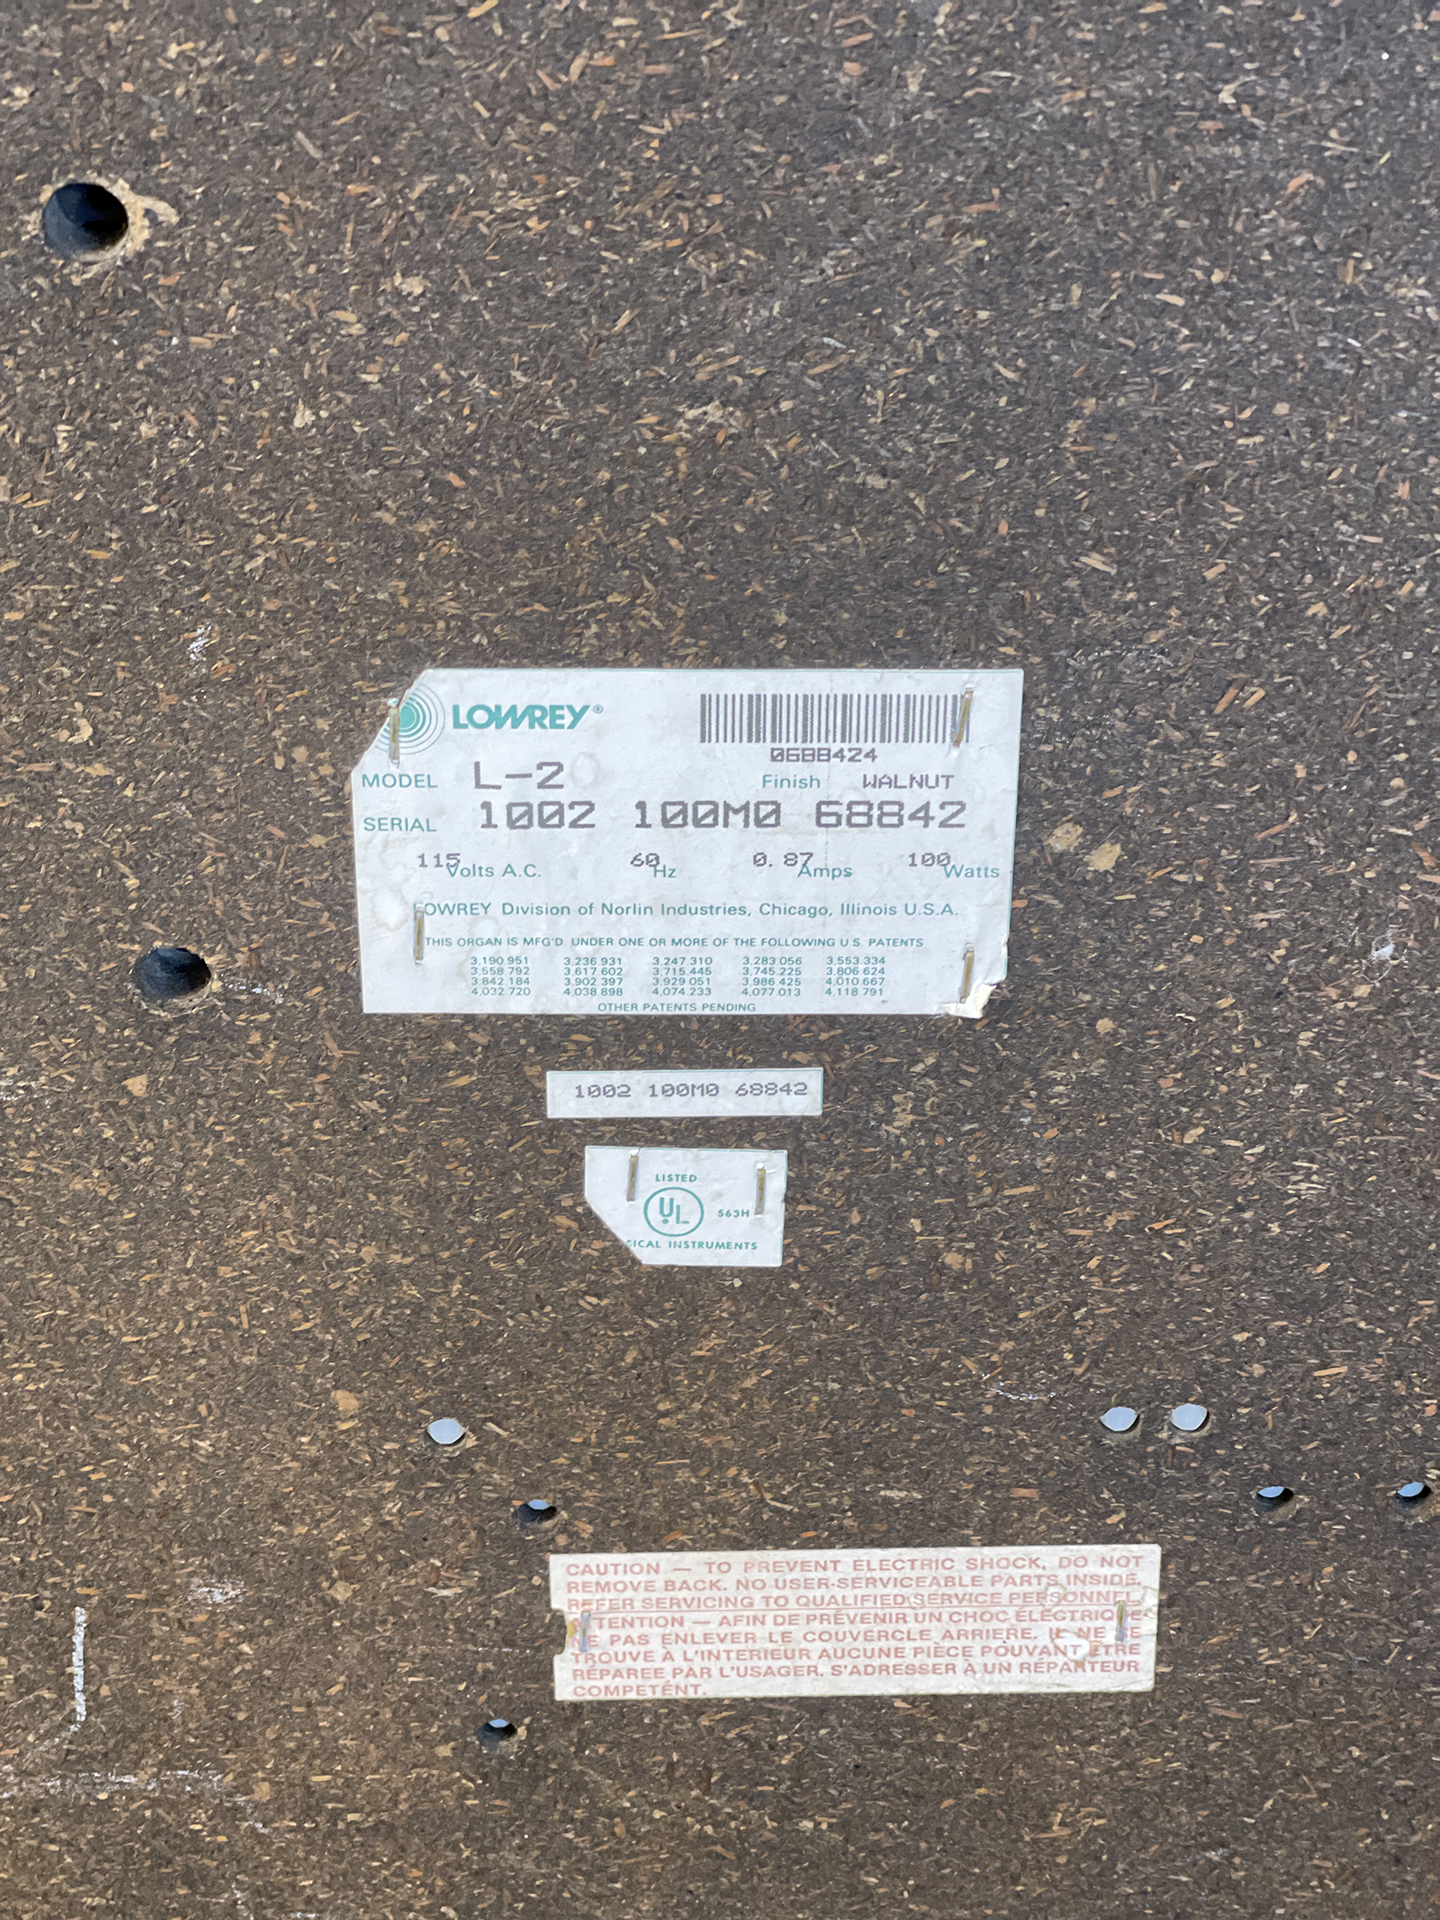 LOWREY®
0688424
MODEL L-2 Finish WALNUT
SERIAL 1002 100M0 68842
115 Volts A.C. 60 Hz 0.87 Amps 100 Watts
LOWREY Division of Norlin Industries, Chicago, Illinois U.S.A.
THIS ORGAN IS MFG'D UNDER ONE OR MORE OF THE FOLLOWING U.S. PATENTS
3,190 951 3,236 931 3,247 310 3,283 056 3,553 334
3,558 792 3,617 602 3,715 445 3,745 225 3,806 624
3,842 184 3,902 397 3,929 051 3,986 425 4,010 667
4,032 720 4,038 898 4,074 233 4,077 013 4,118 791
OTHER PATENTS PENDING
1002 100M0 68842
LISTED
UL 563H
SICAL INSTRUMENTS
CAUTION — TO PREVENT ELECTRIC SHOCK, DO NOT
REMOVE BACK. NO USER-SERVICEABLE PARTS INSIDE.
REFER SERVICING TO QUALIFIED SERVICE PERSONNEL
ATTENTION — AFIN DE PRÉVENIR UN CHOC ÉLECTRIQUE
NE PAS ENLEVER LE COUVERCLE ARRIERE. IL NE SE
TROUVE À L'INTERIEUR AUCUNE PIÈCE POUVANT ÊTRE
RÉPAREE PAR L'USAGER. S'ADRESSER À UN RÉPARTEUR
COMPETÉNT.